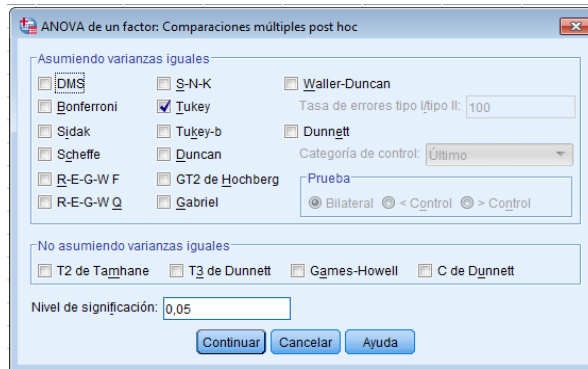 ANOVA de un factor: Comparaciones múltiples post hoc
Asumiendo varianzas iguales
DMS
S-N-K
Waller-Duncan
Bonferroni
Tukey
Tasa de errores tipo I/tipo II: 100
Sidak
Tukey-b
Dunnett
Scheffe
Duncan
Categoría de control: Último
R-E-G-W F
GT2 de Hochberg
Prueba
R-E-G-W Q
Gabriel
Bilateral < Control > Control
No asumiendo varianzas iguales
T2 de Tamhane T3 de Dunnett Games-Howell C de Dunnett
Nivel de significación: 0,05
Continuar Cancelar Ayuda